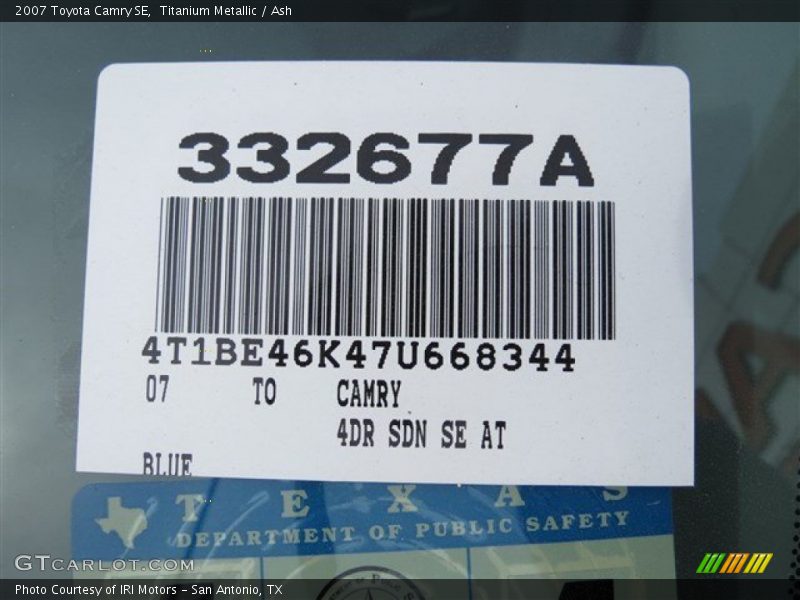 2007 Toyota Camry SE, Titanium Metallic / Ash
332677A
4T1BE46K47U668344
07 TO CAMRY
4DR SDN SE AT
BLUE
TEXAS
DEPARTMENT OF PUBLIC SAFETY
GTCARLOT.COM
Photo Courtesy of IRI Motors - San Antonio, TX